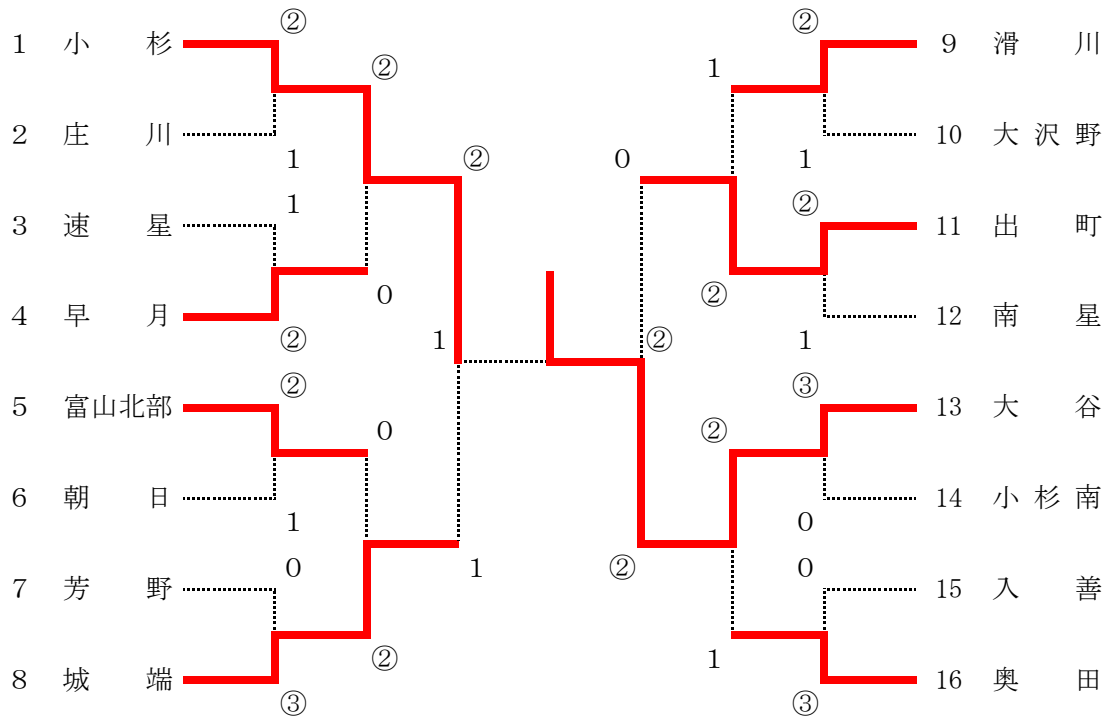 ②　②
1 小　杉　9 滑　川
②　1
2 庄　川　10 大 沢 野
1　②　0　1
1　②
3 速　星　11 出　町
0　②
4 早　月　12 南　星
②　1　②　1
②　③
5 富山北部　13 大　谷
0　②
6 朝　日　14 小 杉 南
1　0
0　1　②　0
7 芳　野　15 入　善
②　1
8 城　端　16 奥　田
③　③